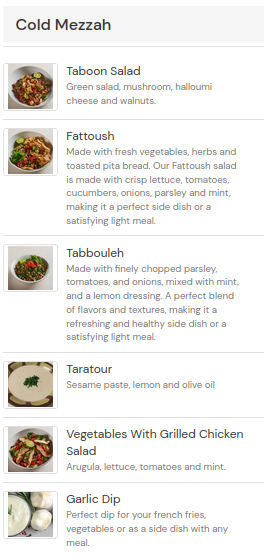 Cold Mezzah
Taboon Salad
Green salad, mushroom, halloumi
cheese and walnuts.
Fattoush
Made with fresh vegetables, herbs and
toasted pita bread. Our Fattoush salad
is made with crisp lettuce, tomatoes,
cucumbers, onions, parsley and mint,
making it a perfect side dish or a
satisfying light meal.
Tabbouleh
Made with finely chopped parsley,
tomatoes, and onions, mixed with mint,
and a lemon dressing. A perfect blend
of flavors and textures, making it a
refreshing and healthy side dish or a
satisfying light meal.
Taratour
Sesame paste, lemon and olive oil
Vegetables With Grilled Chicken
Salad
Arugula, lettuce, tomatoes and mint.
Garlic Dip
Perfect dip for your french fries,
vegetables or as a side dish with any
meal.